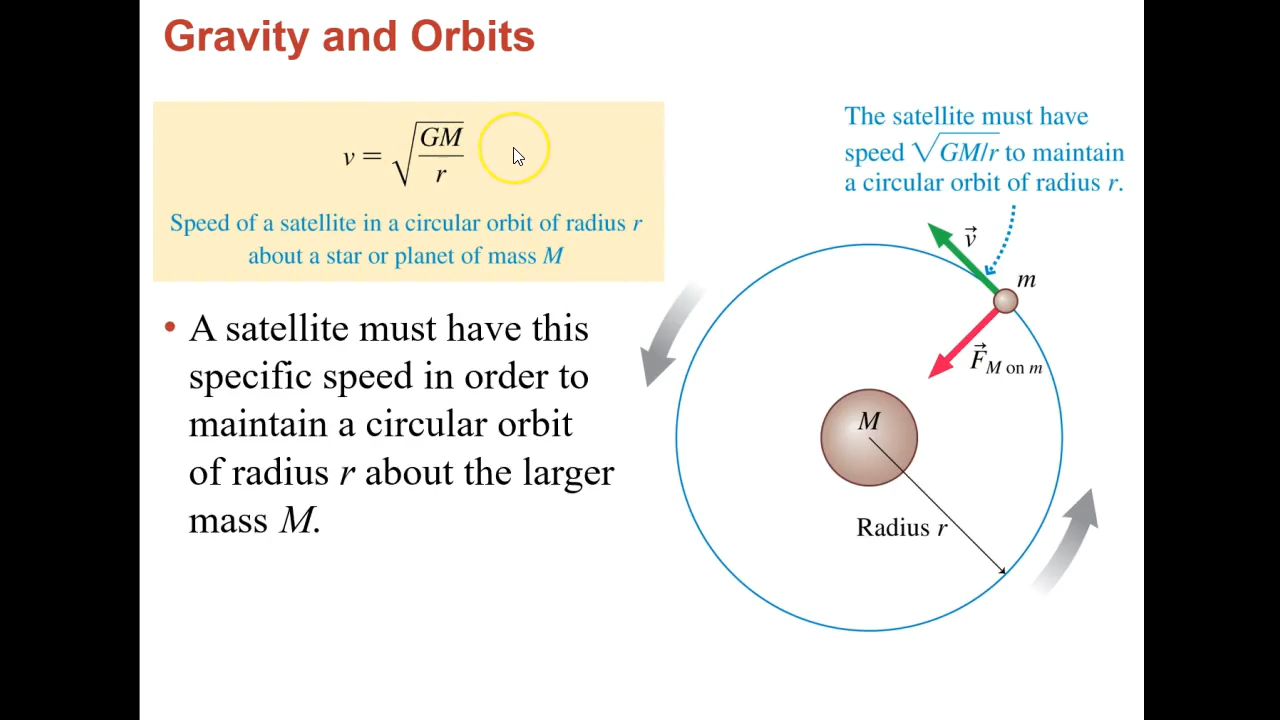 Gravity and Orbits
v = √GM/r
Speed of a satellite in a circular orbit of radius r
about a star or planet of mass M
• A satellite must have this
specific speed in order to
maintain a circular orbit
of radius r about the larger
mass M.
The satellite must have
speed √GM/r to maintain
a circular orbit of radius r.
v⃗
m
F⃗M on m
M
Radius r